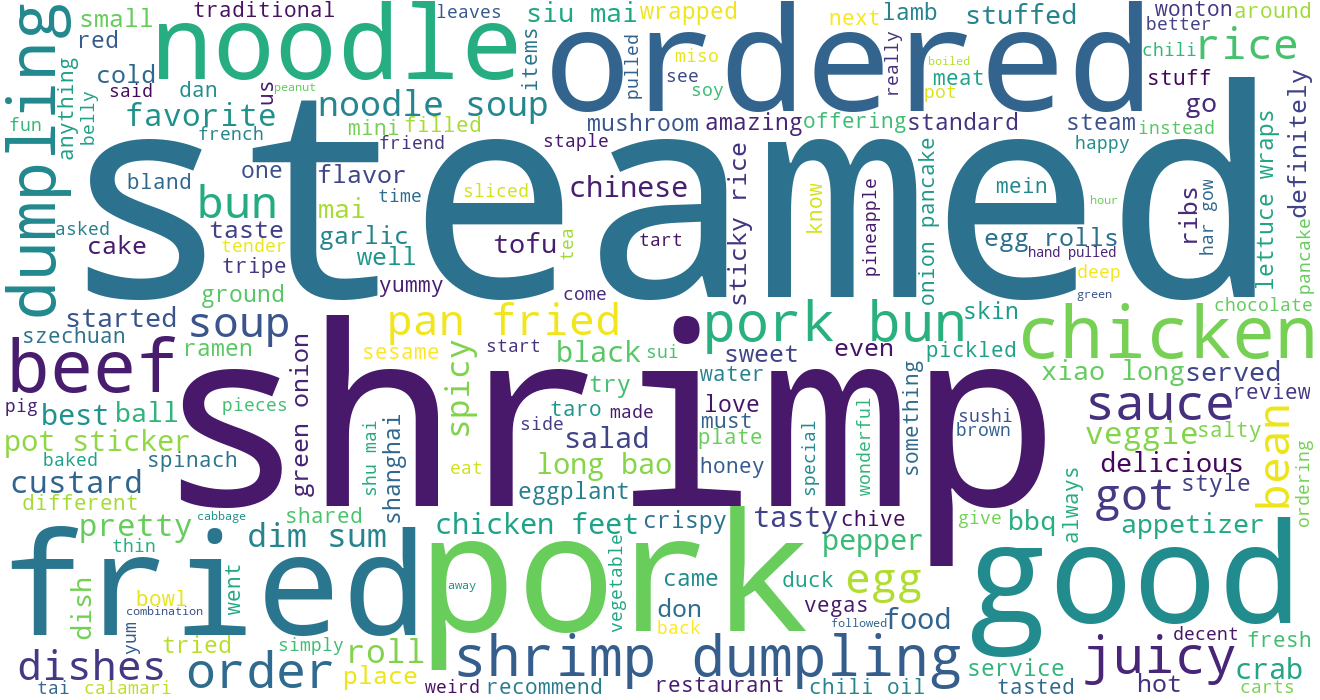 traditional
leaves
siu mai
wrapped
next
lamb
stuffed
wonton
around
small
red
noodle
ordered
better
chili
rice
items
pulled
miso
see
soy
really
boiled
meat
pot
stuff
go
cold
said
dan
us
peanut
noodle soup
dumpling
anything
belly
fun
favorite
french
mini
filled
friend
staple
mushroom
amazing
offering
standard
steam
instead
happy
definitely
steamed
bland
one
flavor
time
sliced
chinese
sticky rice
know
pineapple
onion pancake
mein
hour
ribs
har gow
lettuce wraps
bun
mai
asked
cake
taste
tender
tripe
garlic
well
tofu
tea
tart
egg rolls
hand pulled
deep
green
pancake
yummy
ground
come
chocolate
started
soup
pan fried
pork bun
skin
chicken
szechuan
ramen
sesame
start
black
sui
sweet
even
pickled
beef
shrimp
spicy
try
water
xiao long
served
review
pig
best
ball
pieces
green onion
taro
made
love
must
something
sushi
brown
sauce
bean
pot sticker
side
salad
plate
veggie
salty
baked
spinach
shu mai
shanghai
eat
long bao
honey
special
wonderful
delicious
custard
eggplant
got
style
ordering
different
cabbage
shared
chicken feet
crispy
tasty
chive
give
bbq
always
appetizer
pretty
thin
dim sum
pepper
fried
pork
good
dish
went
away
vegetable
came
duck
egg
bowl
combination
don
vegas
food
yum
tried
simply
back
followed
decent
fresh
dishes
order
roll
place
shrimp dumpling
service
juicy
crab
tai
calamari
weird
recommend
restaurant
chili oil
tasted
hot
carts